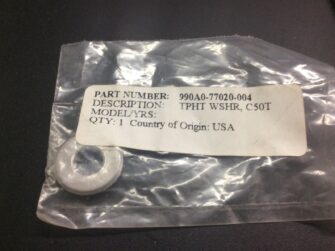 PART NUMBER: 990A0-77020-004
DESCRIPTION: TPHT WSHR, C50T
MODEL/YRS:
QTY: 1 Country of Origin: USA